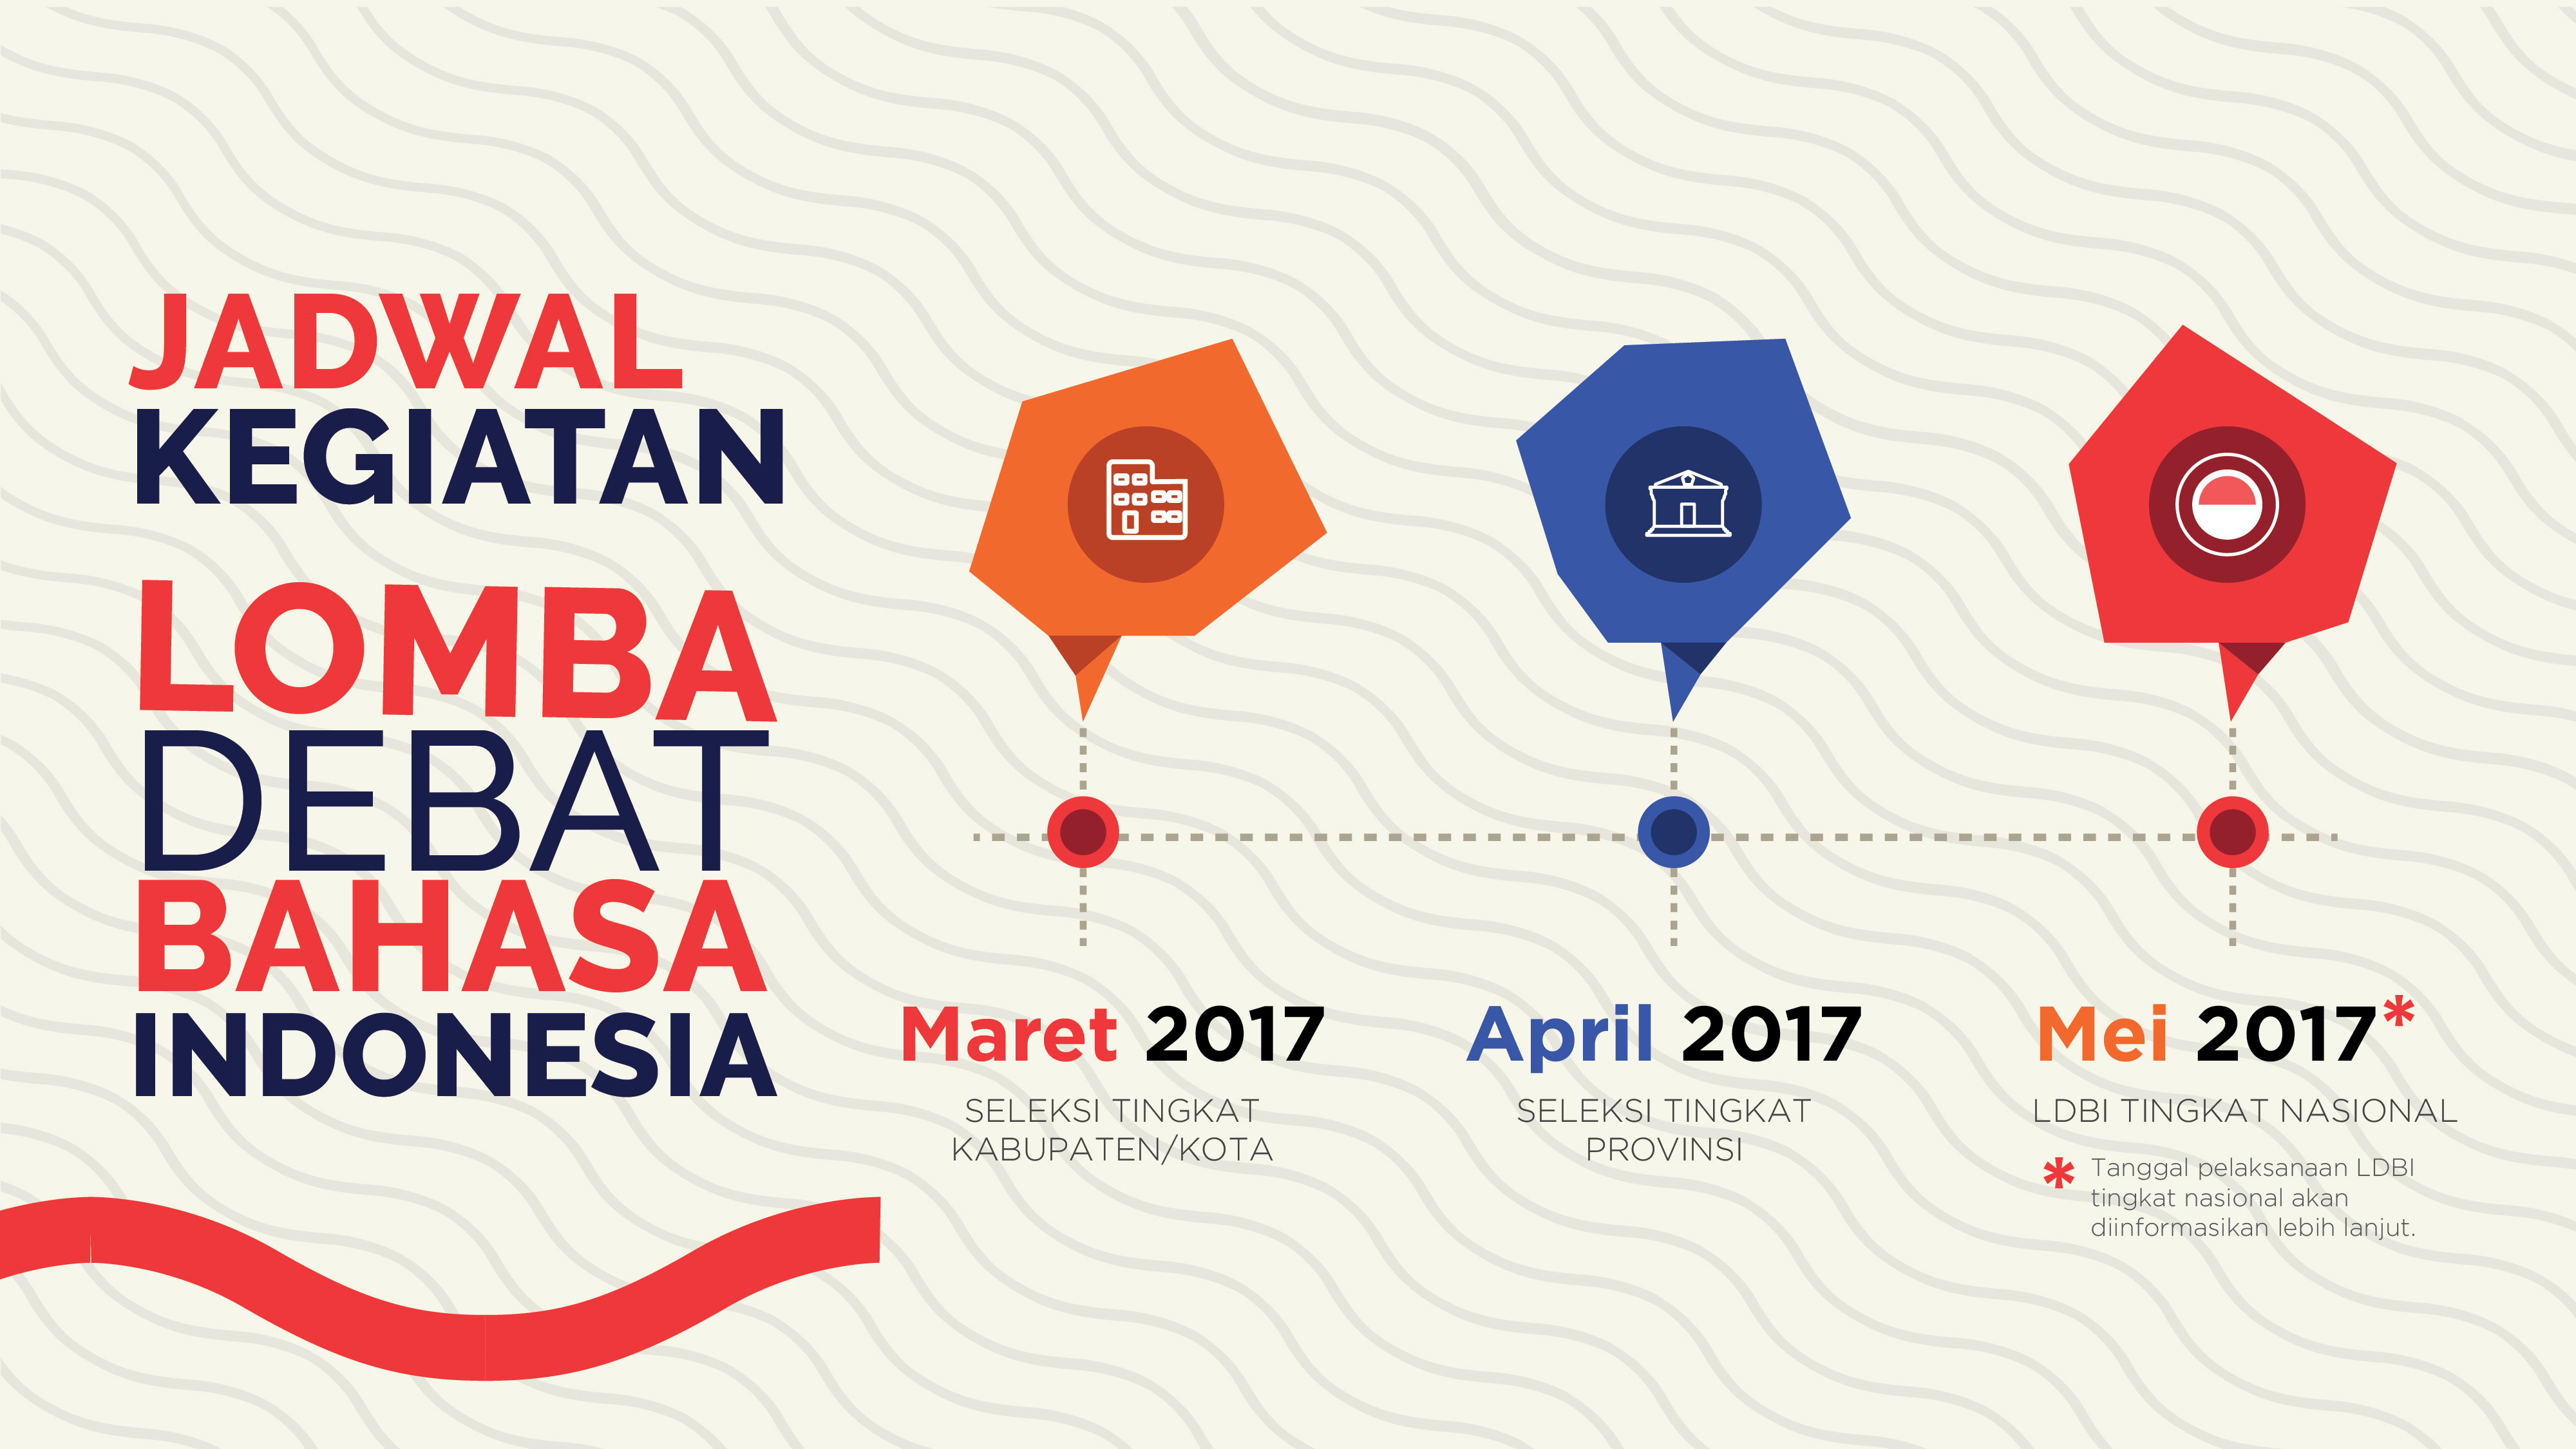 JADWAL
KEGIATAN
LOMBA
DEBAT
BAHASA
INDONESIA
Maret 2017
SELEKSI TINGKAT
KABUPATEN/KOTA
April 2017
SELEKSI TINGKAT
PROVINSI
Mei 2017*
LDBI TINGKAT NASIONAL
* Tanggal pelaksanaan LDBI
tingkat nasional akan
diinformasikan lebih lanjut.